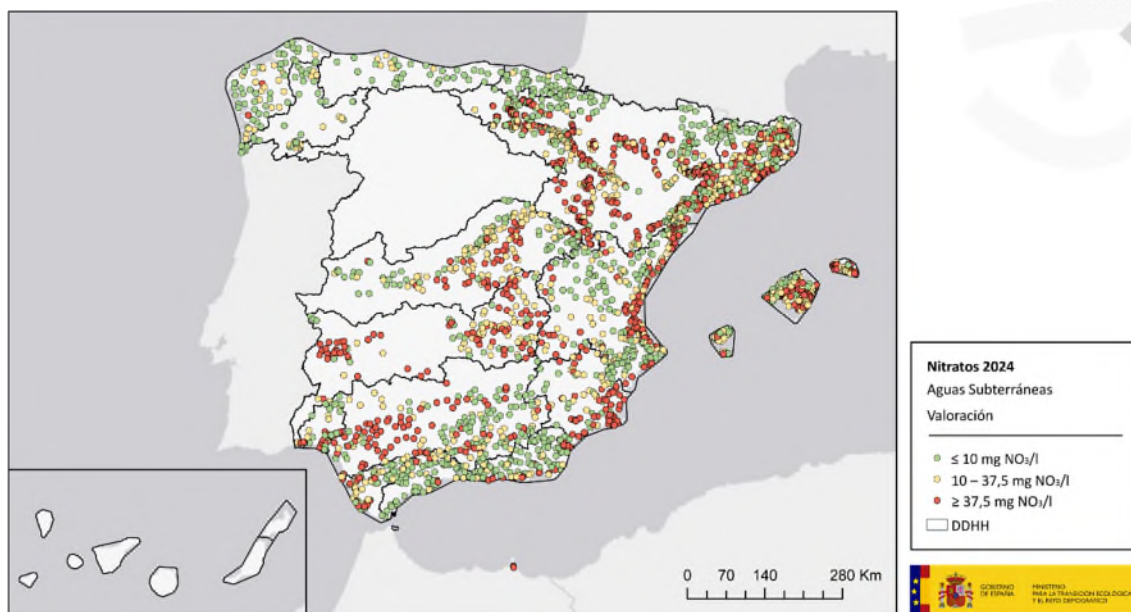 Nitratos 2024
Aguas Subterráneas
Valoración
≤ 10 mg NO₃/l
10 – 37,5 mg NO₃/l
≥ 37,5 mg NO₃/l
DDHH
0 70 140 280 Km
GOBIERNO
DE ESPAÑA
MINISTERIO
PARA LA TRANSICIÓN ECOLÓGICA
Y EL RETO DEMOGRÁFICO